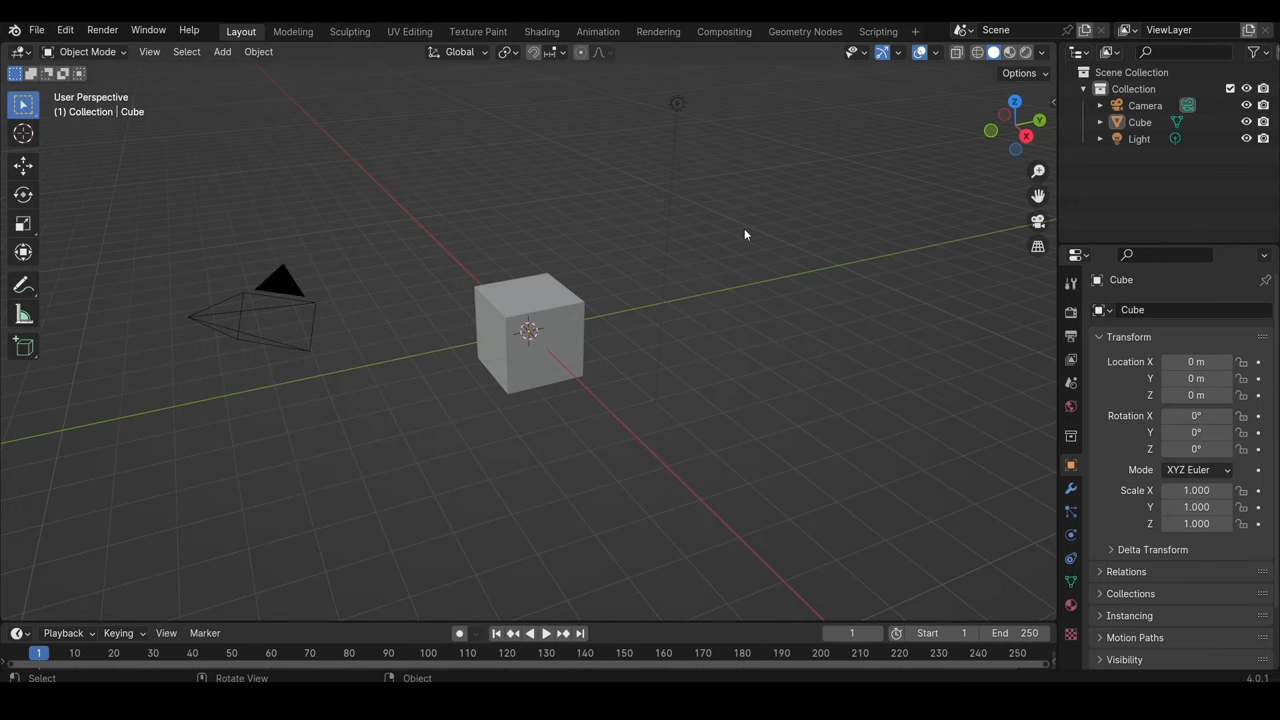 File Edit Render Window Help Layout Modeling Sculpting UV Editing Texture Paint Shading Animation Rendering Compositing Geometry Nodes Scripting + Scene ViewLayer
Object Mode View Select Add Object Global
Options
User Perspective
(1) Collection | Cube
Z
Y
X
Scene Collection
Collection
Camera
Cube
Light
Cube
Cube
Transform
Location X 0 m
Y 0 m
Z 0 m
Rotation X 0°
Y 0°
Z 0°
Mode XYZ Euler
Scale X 1.000
Y 1.000
Z 1.000
Delta Transform
Relations
Collections
Instancing
Motion Paths
Visibility
Playback Keying View Marker 1 Start 1 End 250
1 10 20 30 40 50 60 70 80 90 100 110 120 130 140 150 160 170 180 190 200 210 220 230 240 250
Select Rotate View Object 4.0.1